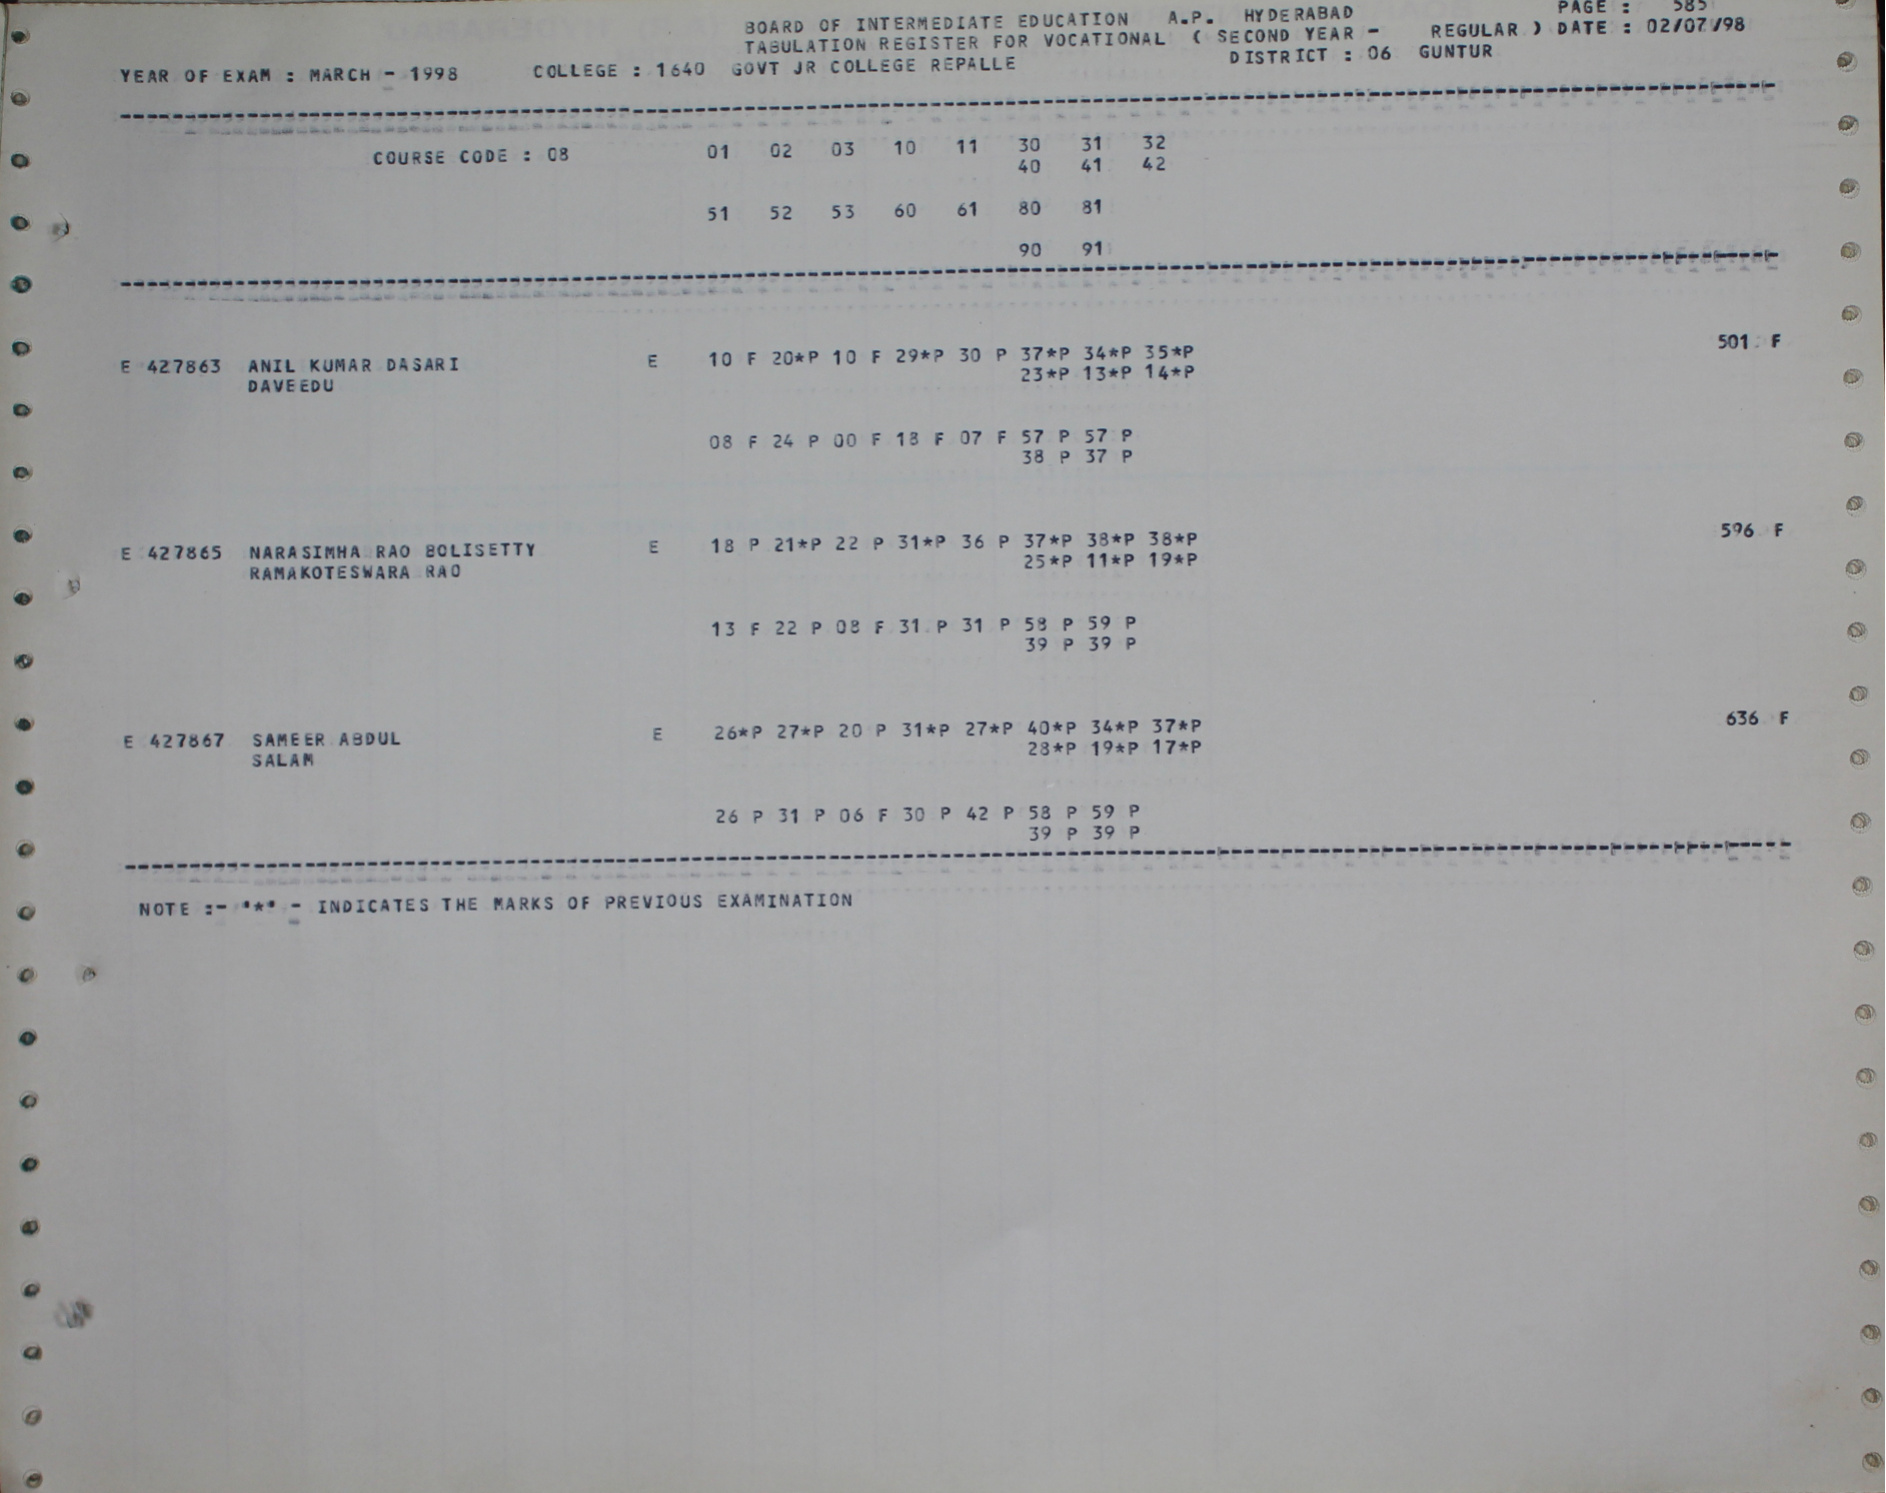 BOARD OF INTERMEDIATE EDUCATION A.P. HYDERABAD PAGE : 585
TABULATION REGISTER FOR VOCATIONAL ( SECOND YEAR - REGULAR ) DATE : 02/07/98
YEAR OF EXAM : MARCH - 1998 COLLEGE : 1640 GOVT JR COLLEGE REPALLE DISTRICT : 06 GUNTUR
COURSE CODE : 08 01 02 03 10 11 30 31 32
40 41 42
51 52 53 60 61 80 81
90 91
E 427863 ANIL KUMAR DASARI E 10 F 20*P 10 F 29*P 30 P 37*P 34*P 35*P 501 F
DAVEEDU 23*P 13*P 14*P
08 F 24 P 00 F 18 F 07 F 57 P 57 P
38 P 37 P
E 427865 NARASIMHA RAO BOLISETTY E 18 P 21*P 22 P 31*P 36 P 37*P 38*P 38*P 596 F
RAMAKOTESWARA RAO 25*P 11*P 19*P
13 F 22 P 08 F 31 P 31 P 58 P 59 P
39 P 39 P
E 427867 SAMEER ABDUL E 26*P 27*P 20 P 31*P 27*P 40*P 34*P 37*P 636 F
SALAM 28*P 19*P 17*P
26 P 31 P 06 F 30 P 42 P 58 P 59 P
39 P 39 P
NOTE :- '*' - INDICATES THE MARKS OF PREVIOUS EXAMINATION